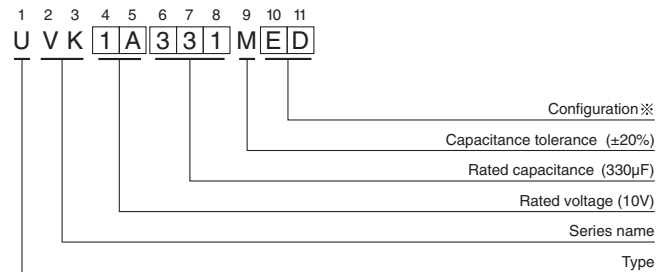 1 2 3 4 5 6 7 8 9 10 11
U V K 1 A 3 3 1 M E D
Configuration※
Capacitance tolerance (±20%)
Rated capacitance (330µF)
Rated voltage (10V)
Series name
Type